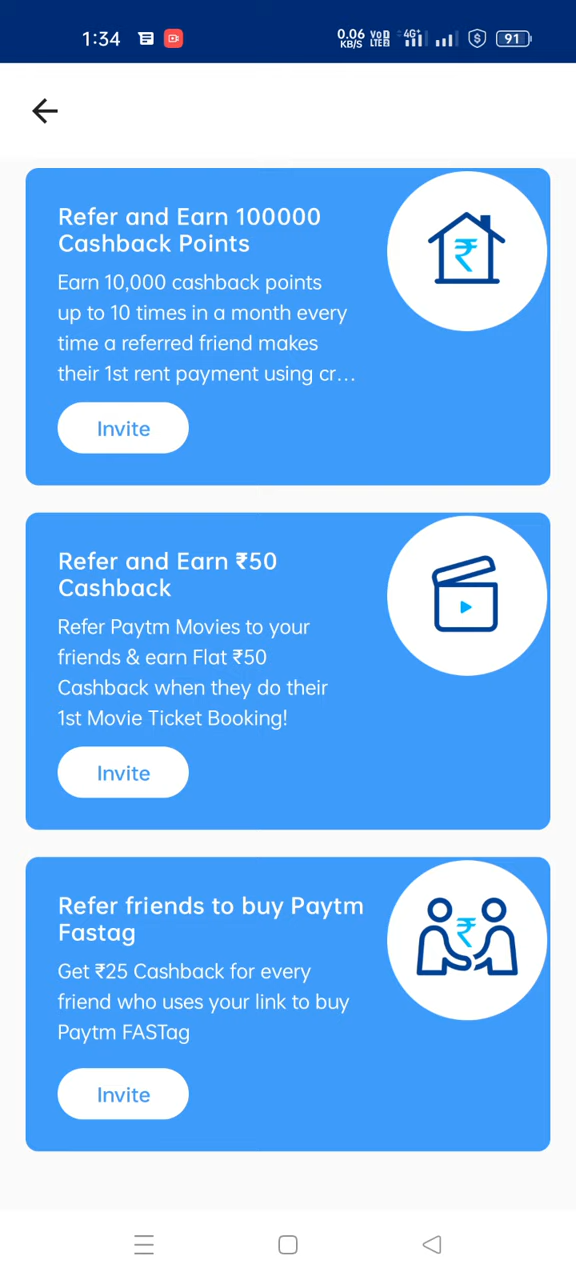 1:34
0.06 KB/S
VoD LTE2
4G+
91
Refer and Earn 100000
Cashback Points
Earn 10,000 cashback points
up to 10 times in a month every
time a referred friend makes
their 1st rent payment using cr...
Invite
Refer and Earn ₹50
Cashback
Refer Paytm Movies to your
friends & earn Flat ₹50
Cashback when they do their
1st Movie Ticket Booking!
Invite
Refer friends to buy Paytm
Fastag
Get ₹25 Cashback for every
friend who uses your link to buy
Paytm FASTag
Invite